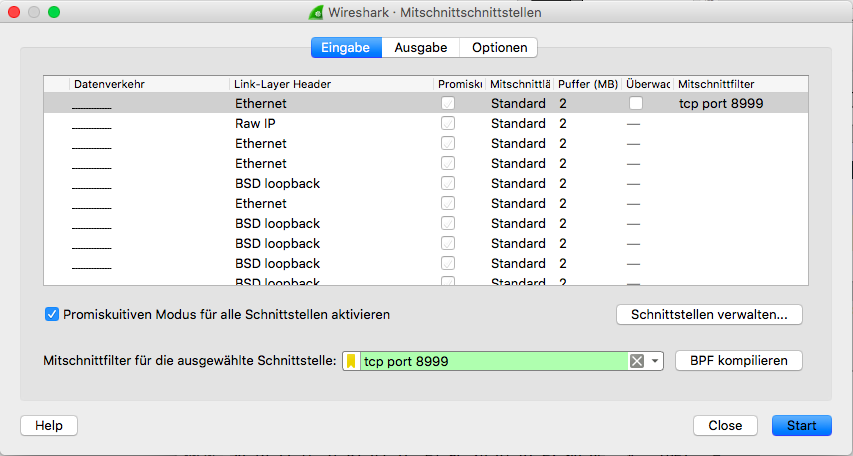 Wireshark · Mitschnittschnittstellen
Eingabe Ausgabe Optionen
Datenverkehr Link-Layer Header Promisku Mitschnittlä Puffer (MB) Überwac Mitschnittfilter
Ethernet Standard 2 tcp port 8999
Raw IP Standard 2 —
Ethernet Standard 2 —
Ethernet Standard 2 —
BSD loopback Standard 2 —
Ethernet Standard 2 —
BSD loopback Standard 2 —
BSD loopback Standard 2 —
BSD loopback Standard 2 —
BSD loopback Standard 2 —
Promiskuitiven Modus für alle Schnittstellen aktivieren Schnittstellen verwalten...
Mitschnittfilter für die ausgewählte Schnittstelle: tcp port 8999 BPF kompilieren
Help Close Start